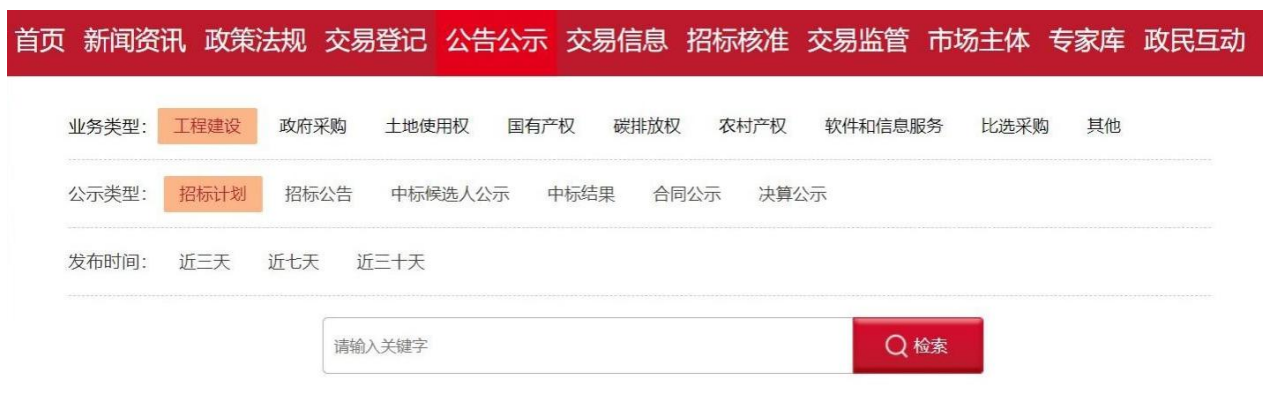 首页 新闻资讯 政策法规 交易登记 公告公示 交易信息 招标核准 交易监管 市场主体 专家库 政民互动
业务类型: 工程建设 政府采购 土地使用权 国有产权 碳排放权 农村产权 软件和信息服务 比选采购 其他
公示类型: 招标计划 招标公告 中标候选人公示 中标结果 合同公示 决算公示
发布时间: 近三天 近七天 近三十天
请输入关键字 检索